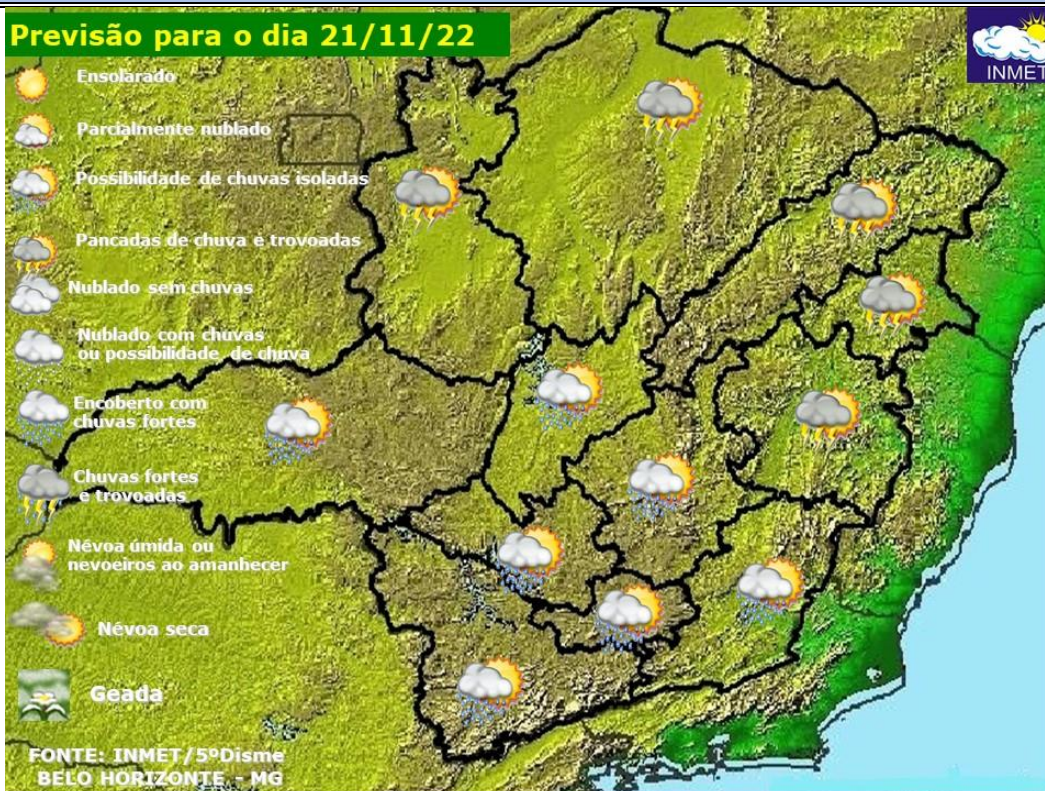 Previsão para o dia 21/11/22
INMET
Ensolarado
Parcialmente nublado
Possibilidade de chuvas isoladas
Pancadas de chuva e trovoadas
Nublado sem chuvas
Nublado com chuvas
ou possibilidade de chuva
Encoberto com
chuvas fortes
Chuvas fortes
e trovoadas
Névoa úmida ou
nevoeiros ao amanhecer
Névoa seca
Geada
FONTE: INMET/5ºDisme
BELO HORIZONTE - MG